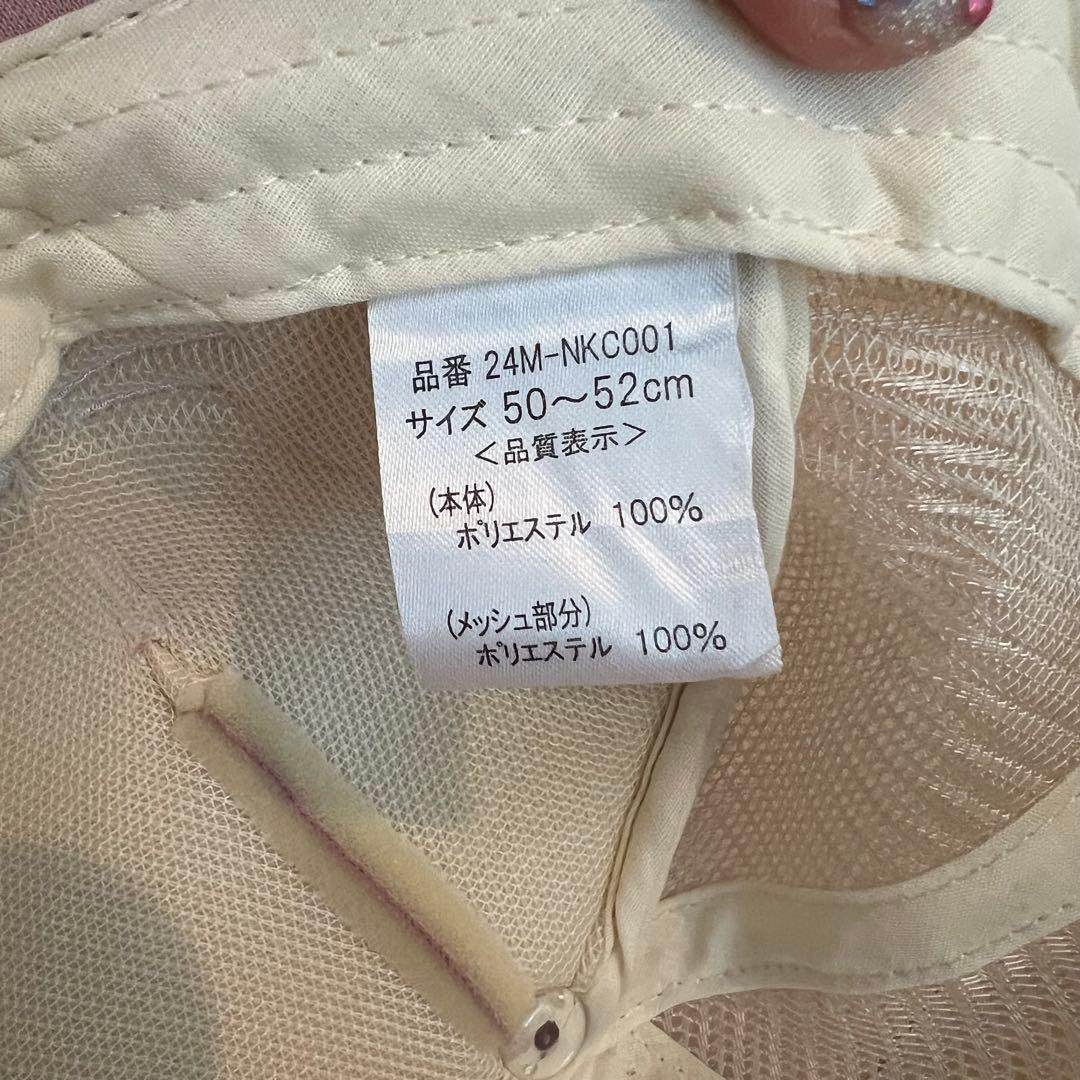 品番 24M-NKC001
サイズ 50〜52cm
＜品質表示＞
(本体)
ポリエステル 100%
(メッシュ部分)
ポリエステル 100%